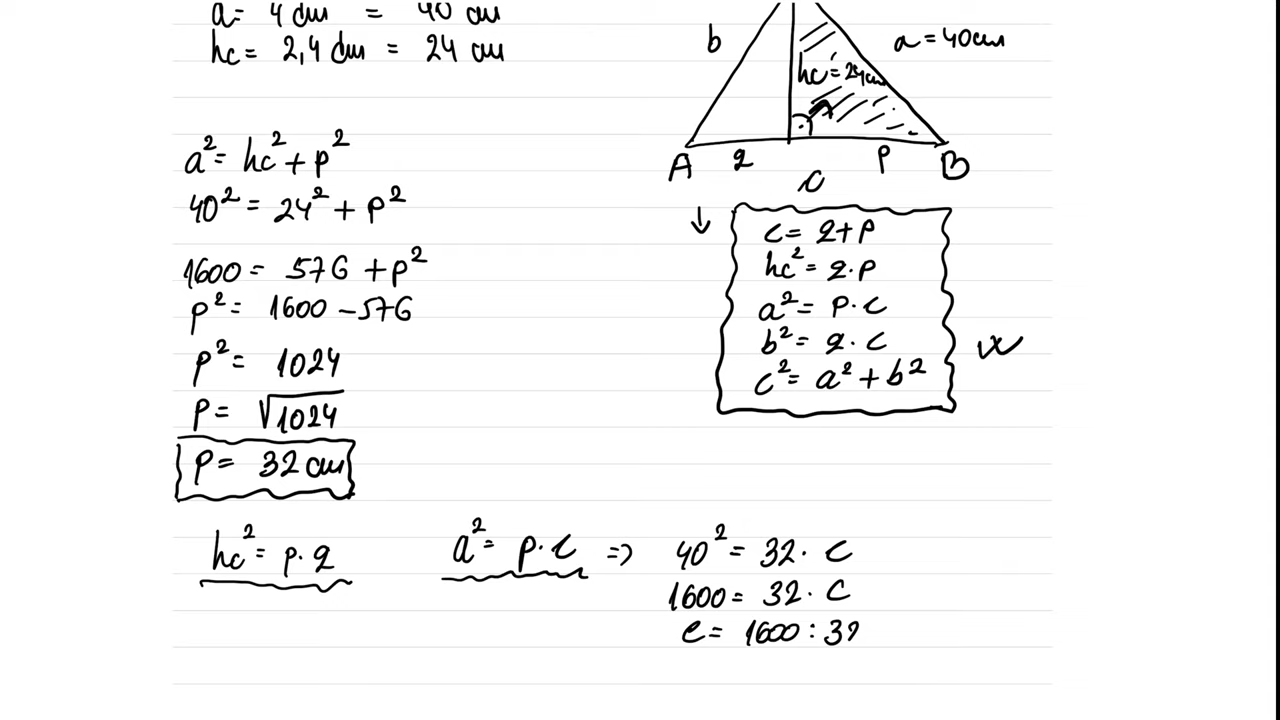 a = 4 dm = 40 cm
hc = 2,4 dm = 24 cm
b
a = 40cm
hc = 24cm
A
q
p
B
c
a² = hc² + p²
40² = 24² + p²
1600 = 576 + p²
p² = 1600 - 576
p² = 1024
p = √1024
p = 32 cm
↓
c = q + p
hc² = q · p
a² = p · c
b² = q · c
c² = a² + b²
hc² = p · q
a² = p · c => 40² = 32 · c
1600 = 32 · c
c = 1600 : 32